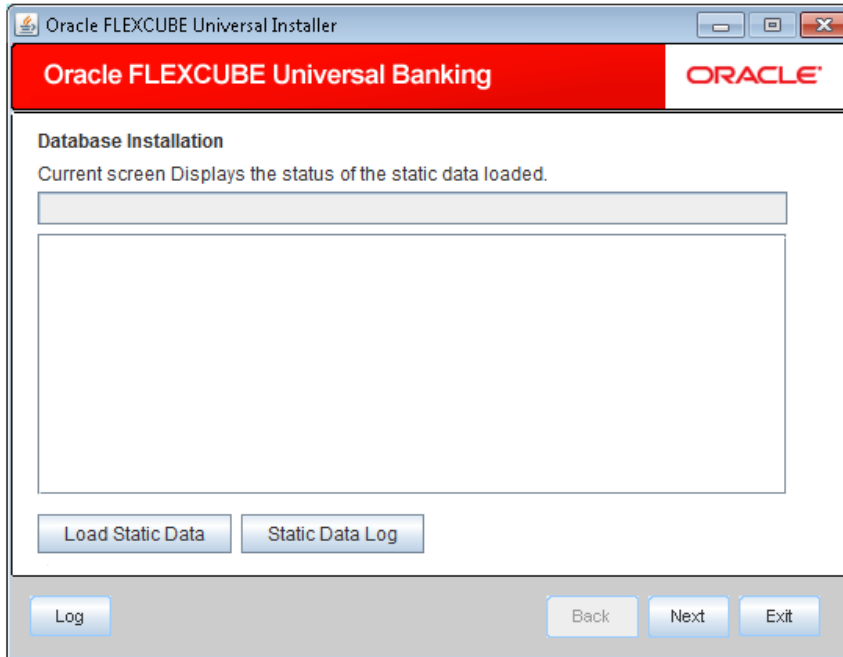 Oracle FLEXCUBE Universal Installer
Oracle FLEXCUBE Universal Banking
ORACLE
Database Installation
Current screen Displays the status of the static data loaded.
Load Static Data Static Data Log
Log Back Next Exit